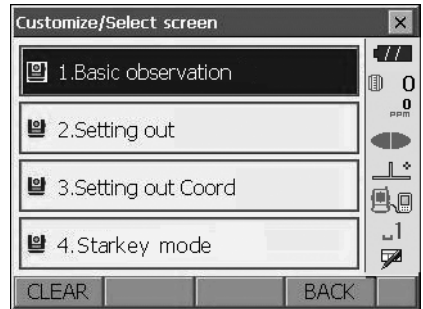 Customize/Select screen
1.Basic observation
0
0
ppm
2.Setting out
3.Setting out Coord
4.Starkey mode
1
CLEAR BACK